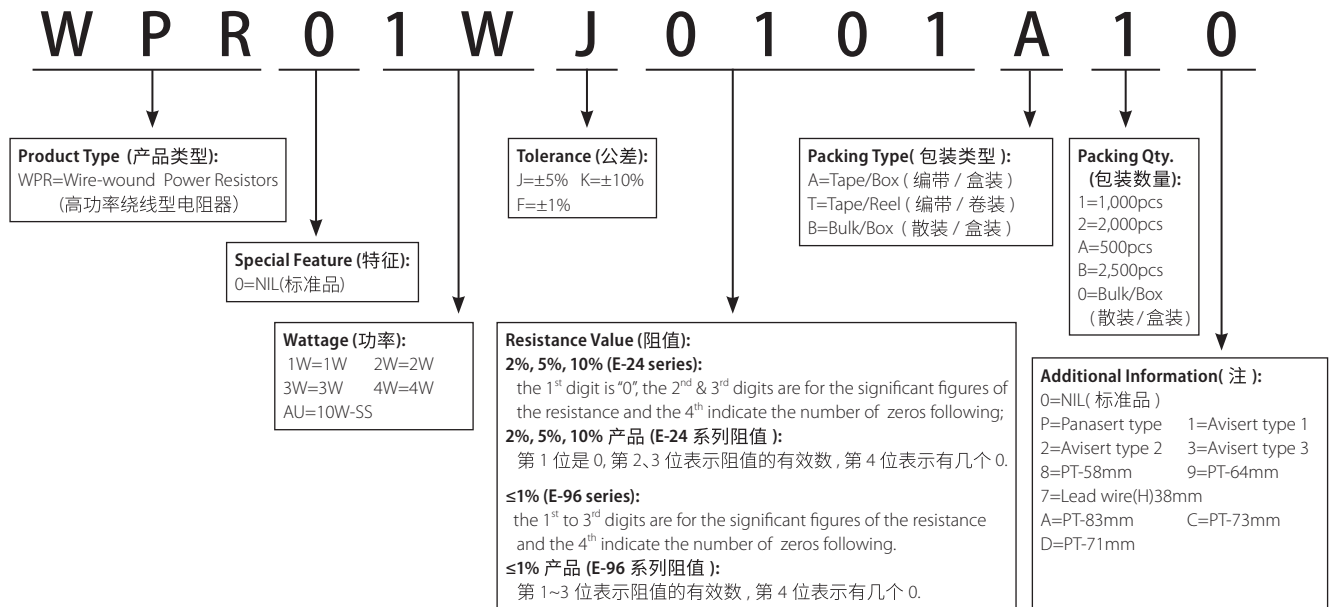 W P R 0 1 W J 0 1 0 1 A 1 0
Product Type (产品类型):
WPR=Wire-wound Power Resistors
(高功率绕线型电阻器)
Special Feature (特征):
0=NIL(标准品)
Wattage (功率):
1W=1W 2W=2W
3W=3W 4W=4W
AU=10W-SS
Tolerance (公差):
J=±5% K=±10%
F=±1%
Resistance Value (阻值):
2%, 5%, 10% (E-24 series):
the 1st digit is “0”, the 2nd & 3rd digits are for the significant figures of
the resistance and the 4th indicate the number of zeros following;
2%, 5%, 10% 产品 (E-24 系列阻值 ):
第 1 位是 0, 第 2、3 位表示阻值的有效数 , 第 4 位表示有几个 0.
≤1% (E-96 series):
the 1st to 3rd digits are for the significant figures of the resistance
and the 4th indicate the number of zeros following.
≤1% 产品 (E-96 系列阻值 ):
第 1~3 位表示阻值的有效数 , 第 4 位表示有几个 0.
Packing Type( 包装类型 ):
A=Tape/Box ( 编带 / 盒装 )
T=Tape/Reel ( 编带 / 卷装 )
B=Bulk/Box ( 散装 / 盒装 )
Packing Qty.
(包装数量):
1=1,000pcs
2=2,000pcs
A=500pcs
B=2,500pcs
0=Bulk/Box
(散装/盒装)
Additional Information( 注 ):
0=NIL( 标准品 )
P=Panasert type 1=Avisert type 1
2=Avisert type 2 3=Avisert type 3
8=PT-58mm 9=PT-64mm
7=Lead wire(H)38mm
A=PT-83mm C=PT-73mm
D=PT-71mm